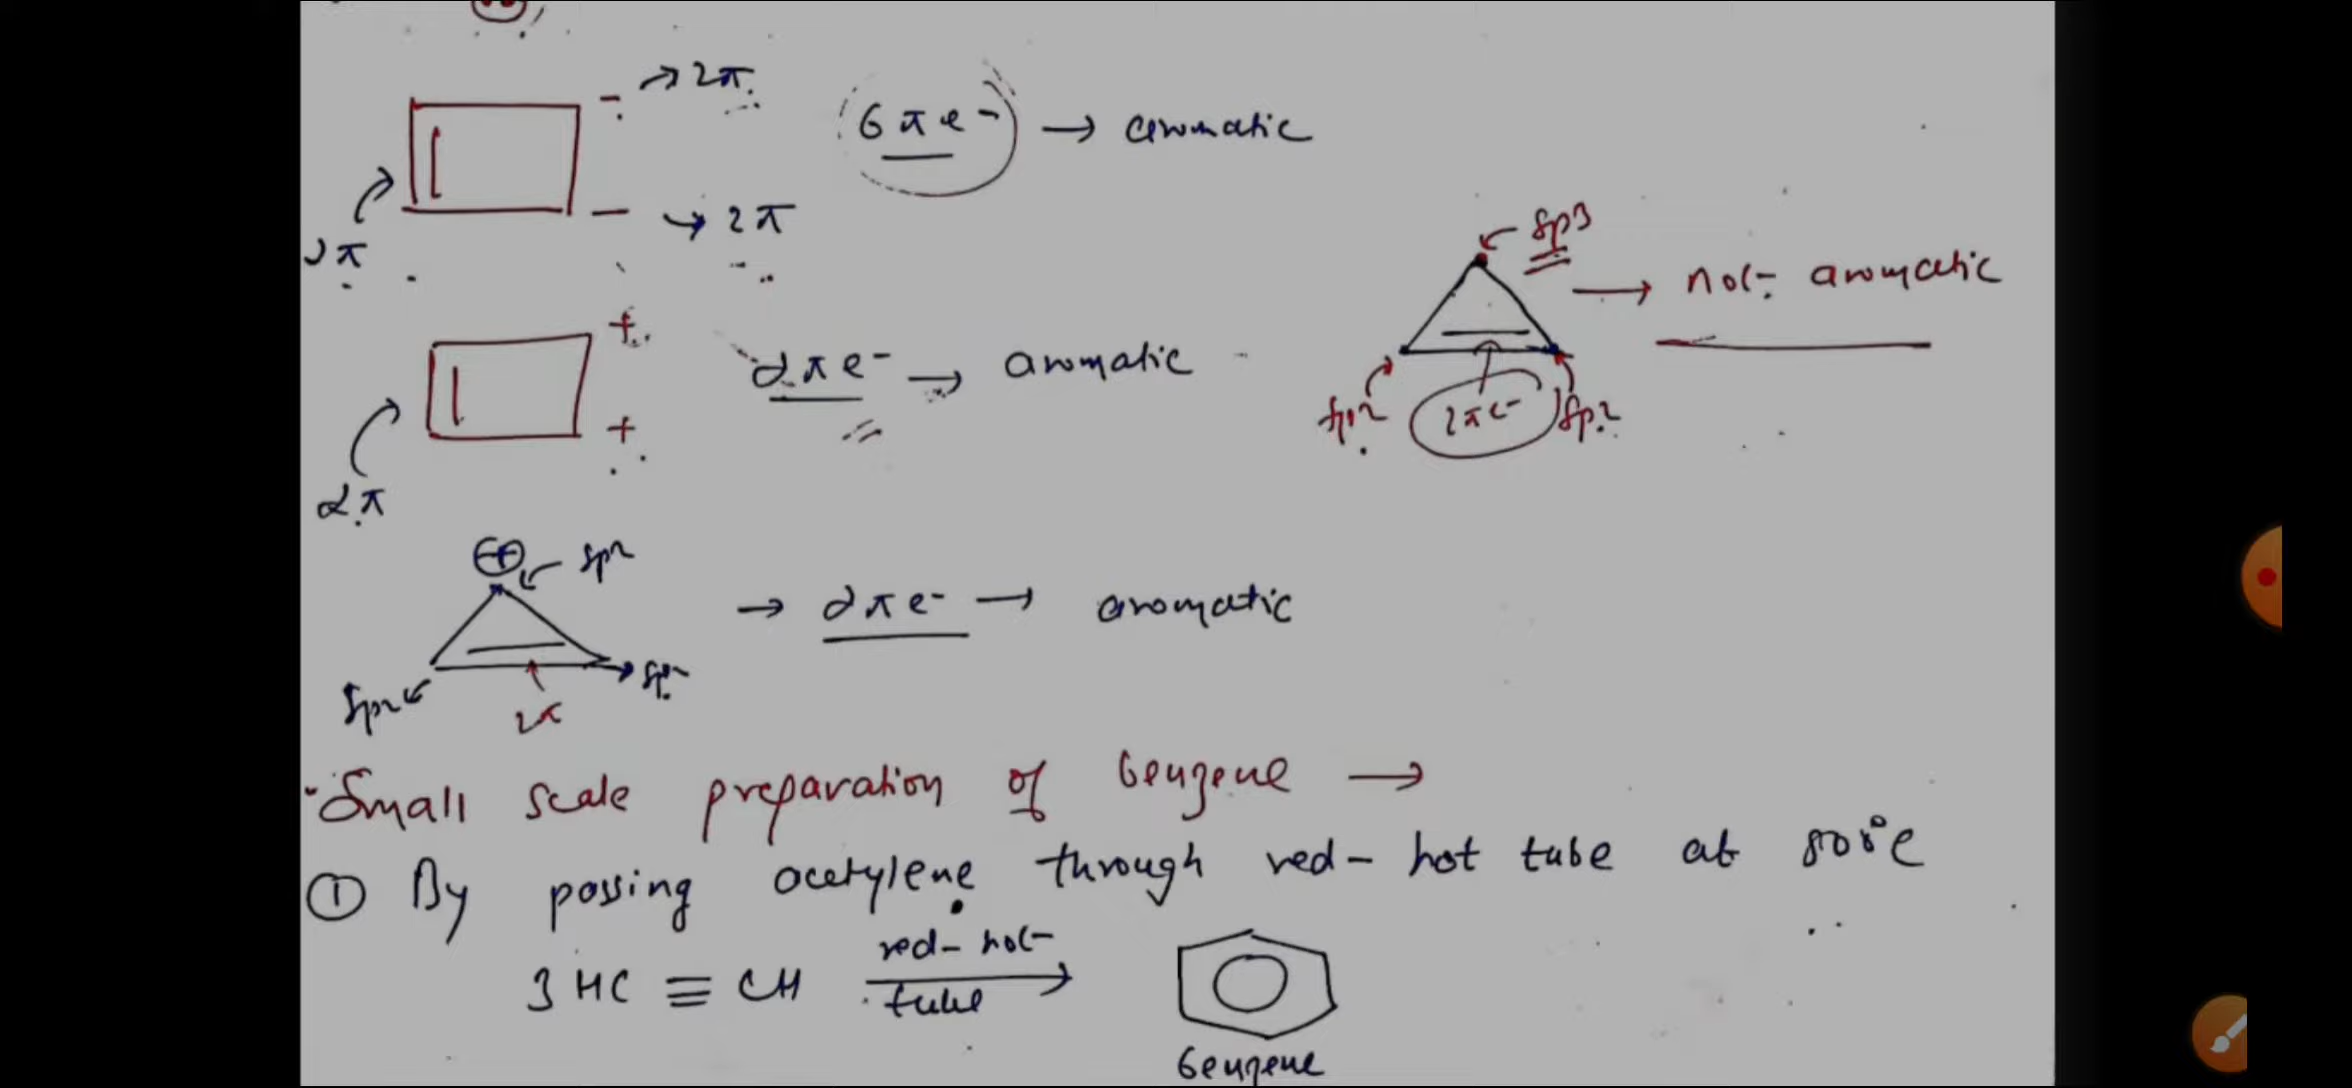 - → 2π
6 π e⁻ → aromatic
2π
- → 2π
sp3
→ not aromatic
sp2
2πe⁻
sp2
+
2πe⁻ → aromatic
+
2π
⊕
sp2
→ 2πe⁻ → aromatic
sp2
sp2
2π
Small scale preparation of benzene →
① By passing acetylene through red-hot tube at
3 HC ≡ CH
red-hot
tube
benzene